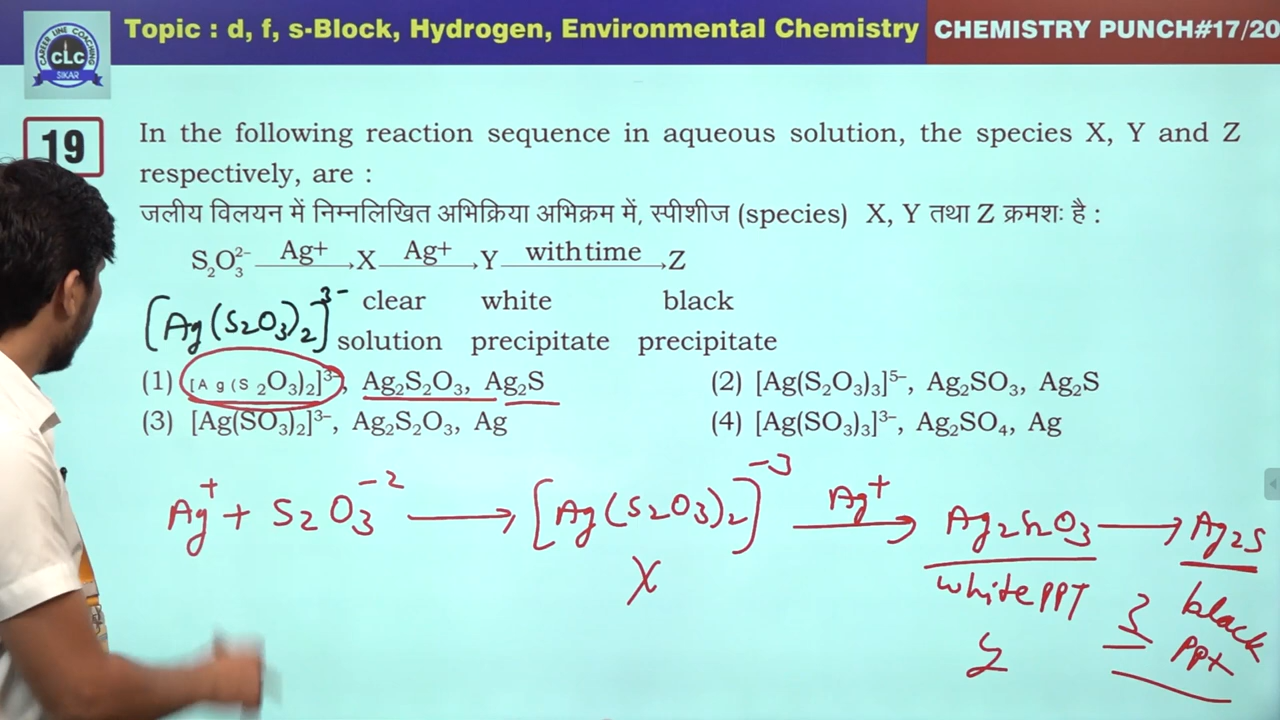 Topic : d, f, s-Block, Hydrogen, Environmental Chemistry
CHEMISTRY PUNCH#17/20
CAREER LINE COACHING
CLC
SIKAR
19
In the following reaction sequence in aqueous solution, the species X, Y and Z
respectively, are :
जलीय विलयन में निम्नलिखित अभिक्रिया अभिक्रम में, स्पीशीज (species) X, Y तथा Z क्रमशः है :
S₂O₃²⁻ —Ag+→ X —Ag+→ Y —with time→ Z
[Ag(S₂O₃)₂]³⁻
clear white black
solution precipitate precipitate
(1) [Ag(S₂O₃)₂]³⁻, Ag₂S₂O₃, Ag₂S
(2) [Ag(S₂O₃)₃]⁵⁻, Ag₂SO₃, Ag₂S
(3) [Ag(SO₃)₂]³⁻, Ag₂S₂O₃, Ag
(4) [Ag(SO₃)₃]³⁻, Ag₂SO₄, Ag
Ag⁺ + S₂O₃⁻² → [Ag(S₂O₃)₂]⁻³ —Ag⁺→ Ag₂S₂O₃ → Ag₂S
X
white PPT
Y
black
PPt